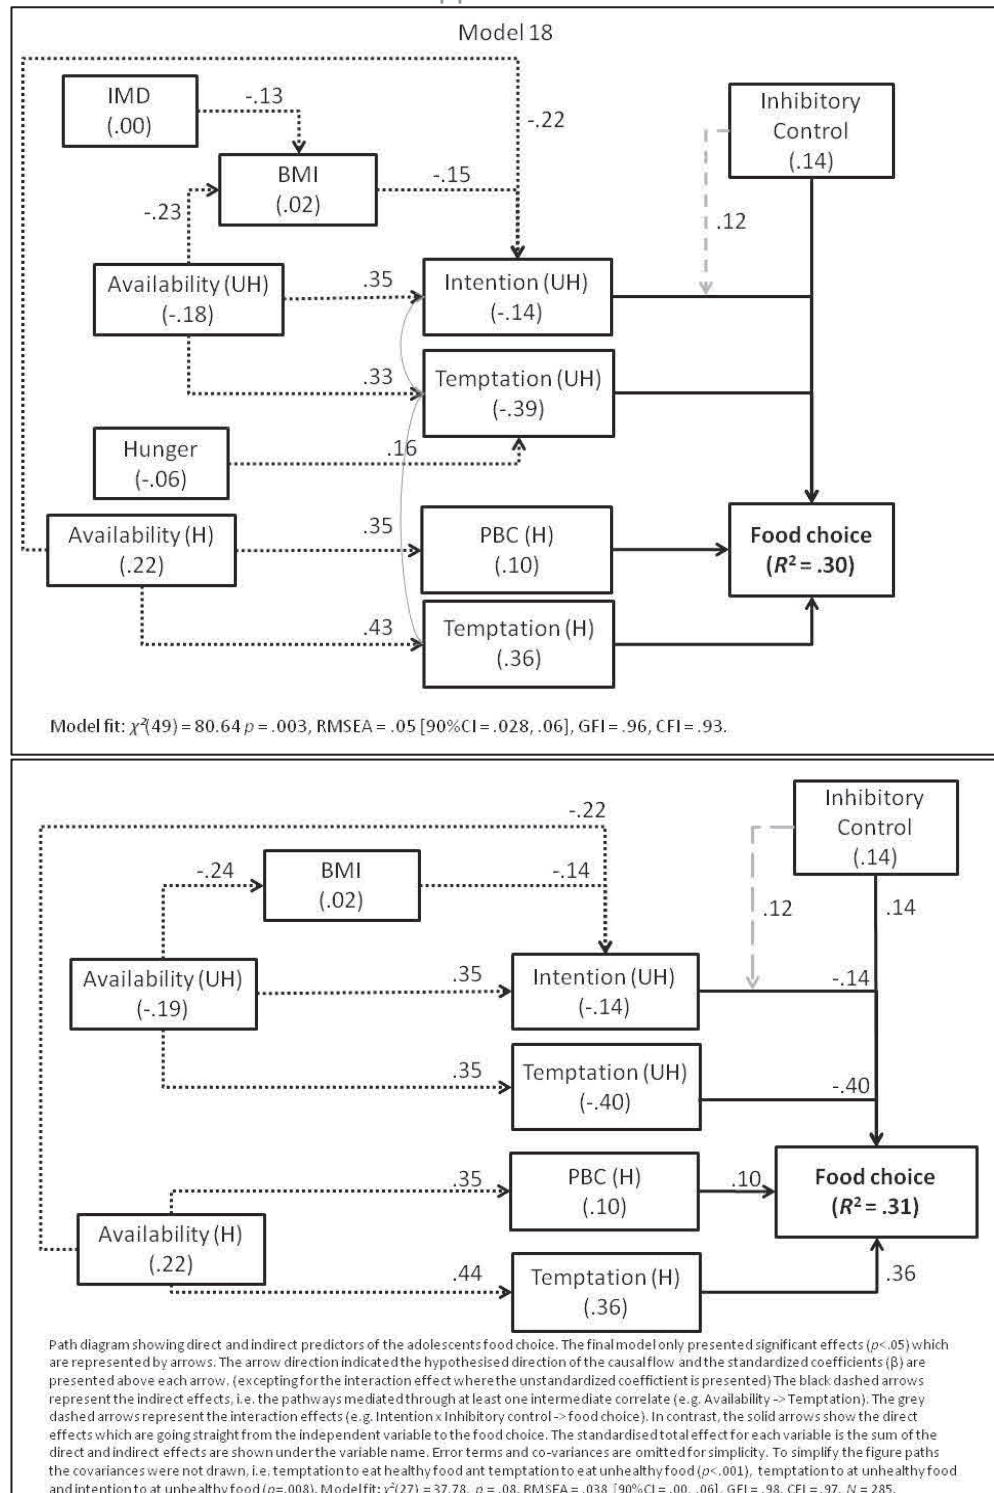 Model 18
IMD
(.00)
-.13
Inhibitory
Control
(.14)
-.22
BMI
(.02)
-.15
-.23
.12
Availability (UH)
(-.18)
.35
Intention (UH)
(-.14)
.33
Temptation (UH)
(-.39)
Hunger
(-.06)
.16
Availability (H)
(.22)
.35
PBC (H)
(.10)
Food choice
(R² = .30)
.43
Temptation (H)
(.36)
Model fit: χ²(49) = 80.64 p = .003, RMSEA = .05 [90%CI = .028, .06], GFI = .96, CFI = .93.
Inhibitory
Control
(.14)
-.22
-.24
BMI
(.02)
-.14
.12
.14
Availability (UH)
(-.19)
.35
Intention (UH)
(-.14)
-.14
.35
Temptation (UH)
(-.40)
-.40
.35
PBC (H)
(.10)
.10
Food choice
(R² = .31)
Availability (H)
(.22)
.44
Temptation (H)
(.36)
.36
Path diagram showing direct and indirect predictors of the adolescents food choice. The final model only presented significant effects (p<.05) which
are represented by arrows. The arrow direction indicated the hypothesised direction of the causal flow and the standardized coefficients (β) are
presented above each arrow. (excepting for the interaction effect where the unstandardized coefftictient is presented) The black dashed arrows
represent the indirect effects, i.e. the pathways mediated through at least one intermediate correlate (e.g. Availability -> Temptation). The grey
dashed arrows represent the interaction effects (e.g. Intention x Inhibitory control -> food choice). In contrast, the solid arrows show the direct
effects which are going straight from the independent variable to the food choice. The standardised total effect for each variable is the sum of the
direct and indirect effects are shown under the variable name. Error terms and co-variances are omitted for simplicity. To simplify the figure paths
the covariances were not drawn, i.e. temptation to eat healthy food ant temptation to eat unhealthy food (p<.001), temptation to at unhealthy food
and intention to at unhealthy food (p=.008). Model fit: χ²(27) = 37.78, p = .08, RMSEA = .038 [90%CI = .00, .06], GFI = .98, CFI = .97, N = 285.